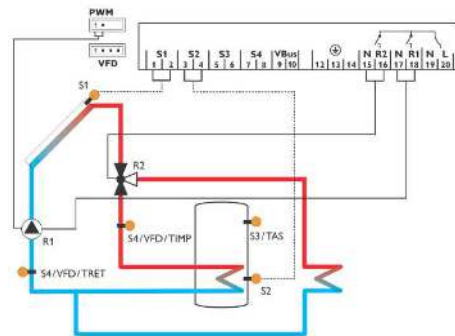 PWM
1
VFD
S1 S2 S3 S4 VBus N R2 N R1 N L
1 2 3 4 5 6 7 8 9 10 12 13 14 15 16 17 18 19 20
S1
R2
R1
S4/VFD/TIMP
S3/TAS
S4/VFD/TRET
S2